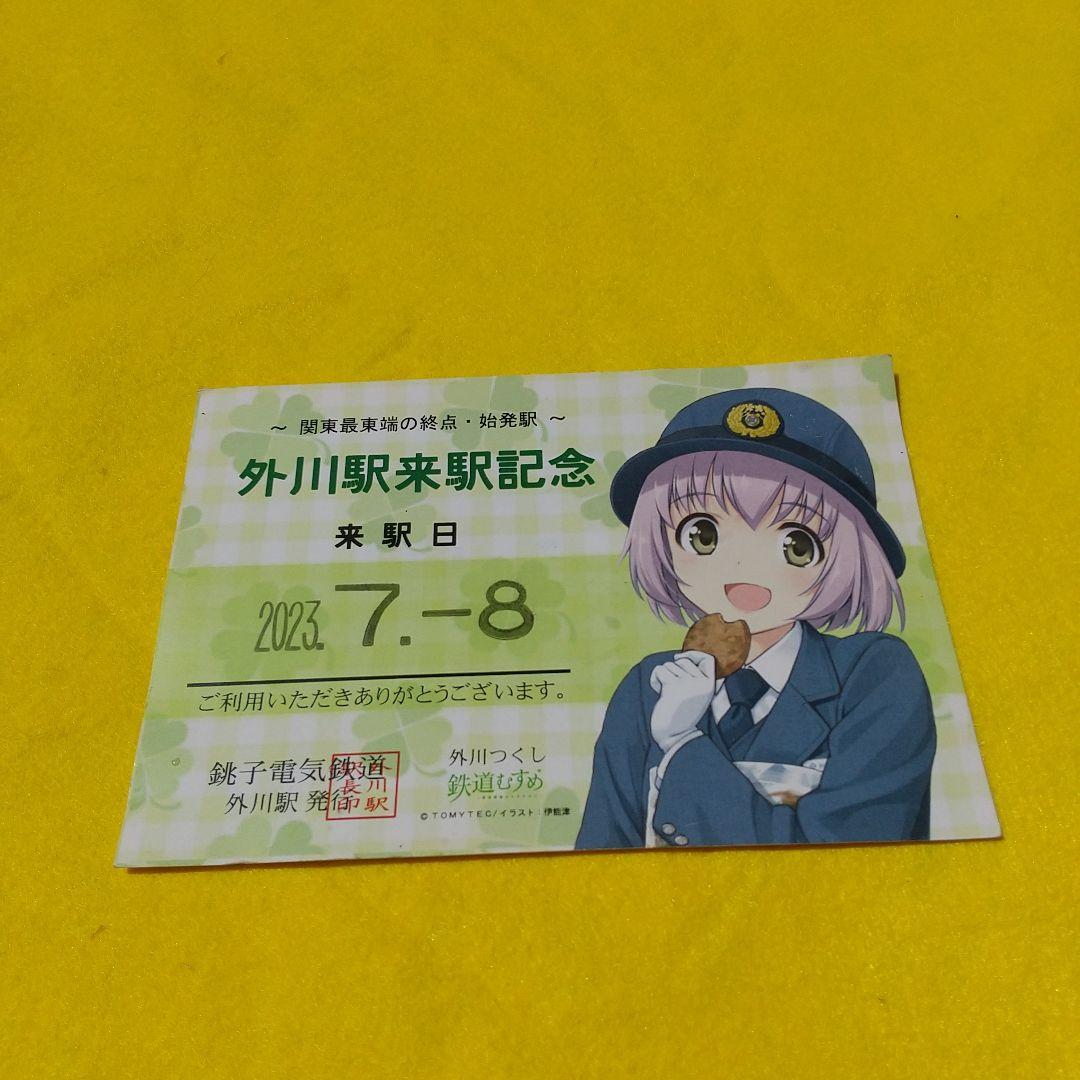 ～ 関東最東端の終点・始発駅 ～
外川駅来駅記念
来駅日
2023. 7.-8
ご利用いただきありがとうございます。
銚子電気鉄道
外川駅 発行
外川駅
長印
外川つくし
鉄道むすめ
©TOMYTEC/イラスト：伊能津